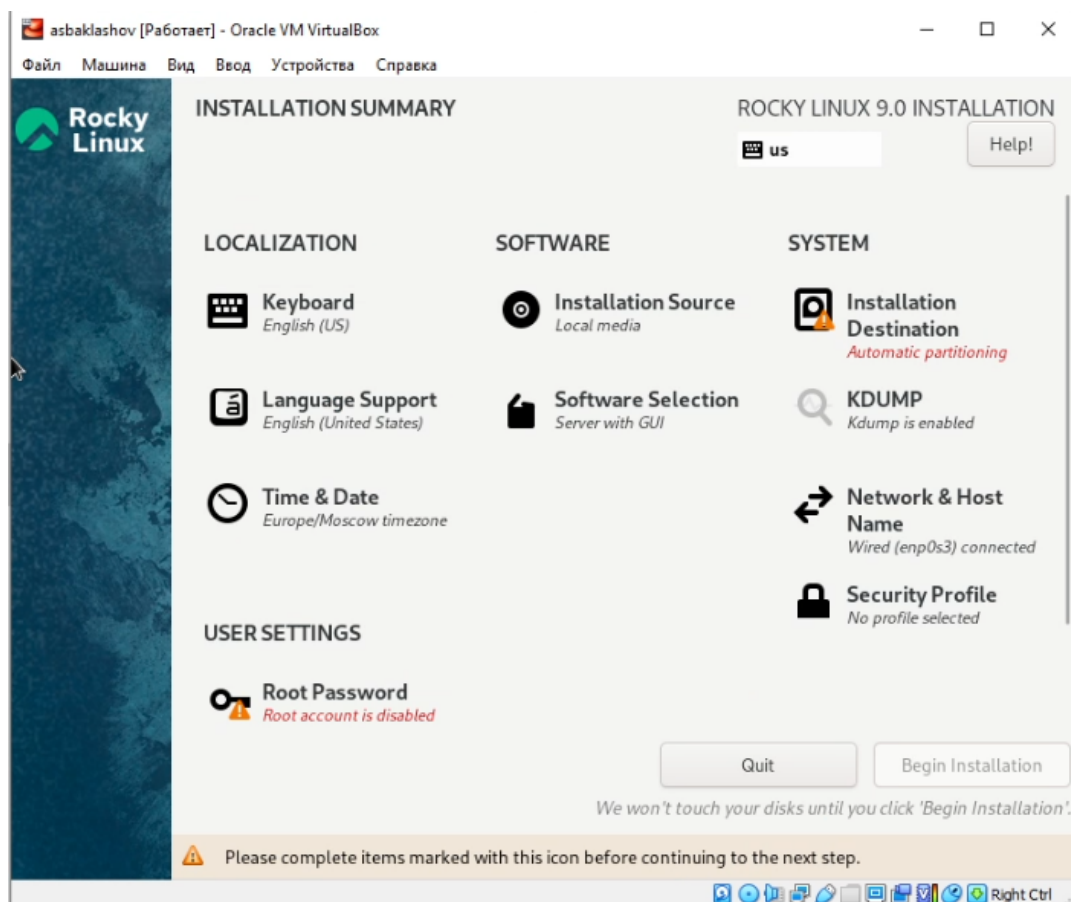 asbaklashov [Работает] - Oracle VM VirtualBox
Файл Машина Вид Ввод Устройства Справка
Rocky
Linux
INSTALLATION SUMMARY
ROCKY LINUX 9.0 INSTALLATION
us
Help!
LOCALIZATION
Keyboard
English (US)
Language Support
English (United States)
Time & Date
Europe/Moscow timezone
SOFTWARE
Installation Source
Local media
Software Selection
Server with GUI
SYSTEM
Installation
Destination
Automatic partitioning
KDUMP
Kdump is enabled
Network & Host
Name
Wired (enp0s3) connected
Security Profile
No profile selected
USER SETTINGS
Root Password
Root account is disabled
Quit
Begin Installation
We won't touch your disks until you click 'Begin Installation'.
Please complete items marked with this icon before continuing to the next step.
Right Ctrl